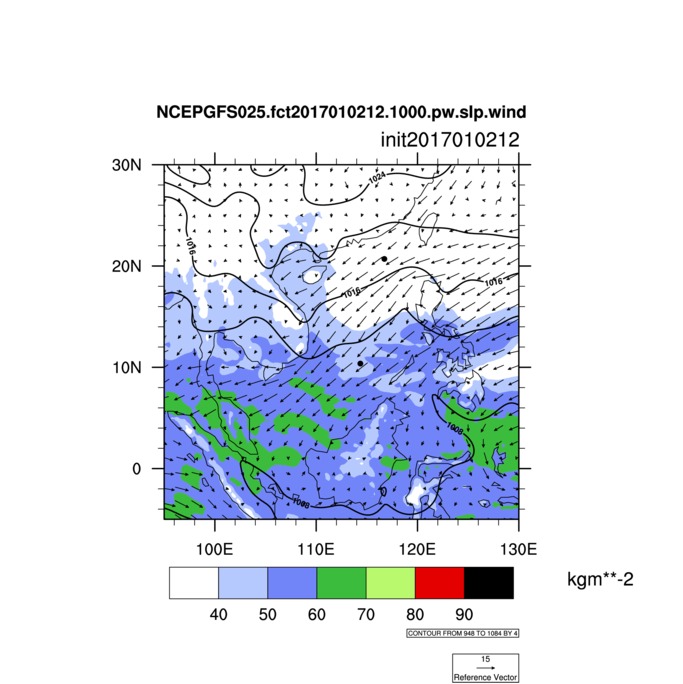 NCEPGFS025.fct2017010212.1000.pw.slp.wind
init2017010212
30N
1024
1016
20N
1016
1016
10N
1008
0
1008
100E 110E 120E 130E
kgm**-2
40 50 60 70 80 90
CONTOUR FROM 948 TO 1084 BY 4
15
Reference Vector